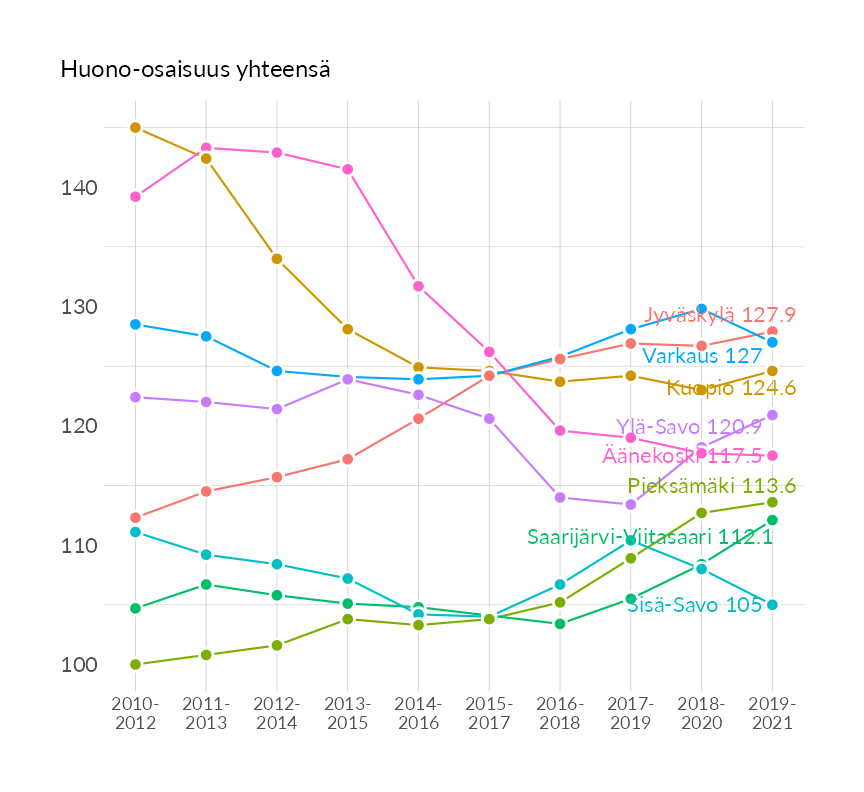 Huono-osaisuus yhteensä
140
130
120
110
100
Jyväskylä 127.9
Varkaus 127
Kuopio 124.6
Ylä-Savo 120.9
Äänekoski 117.5
Pieksämäki 113.6
Saarijärvi-Viitasaari 112.1
Sisä-Savo 105
2010- 2011- 2012- 2013- 2014- 2015- 2016- 2017- 2018- 2019-
2012 2013 2014 2015 2016 2017 2018 2019 2020 2021